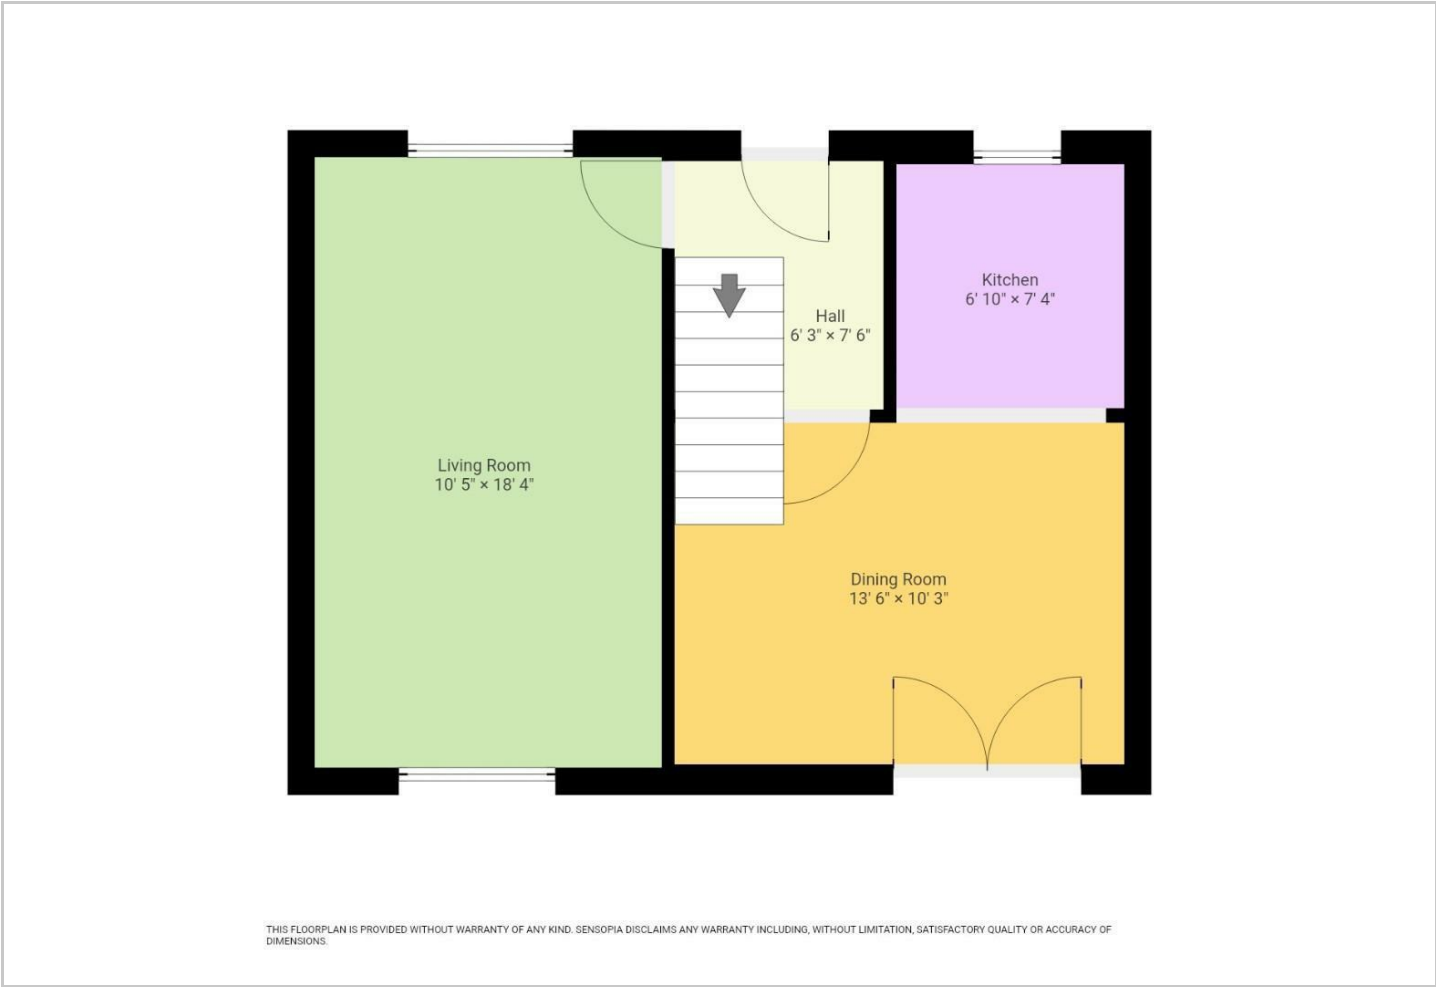 Kitchen
6' 10" × 7' 4"
Hall
6' 3" × 7' 6"
Living Room
10' 5" × 18' 4"
Dining Room
13' 6" × 10' 3"
THIS FLOORPLAN IS PROVIDED WITHOUT WARRANTY OF ANY KIND. SENSOPIA DISCLAIMS ANY WARRANTY INCLUDING, WITHOUT LIMITATION, SATISFACTORY QUALITY OR ACCURACY OF
DIMENSIONS.